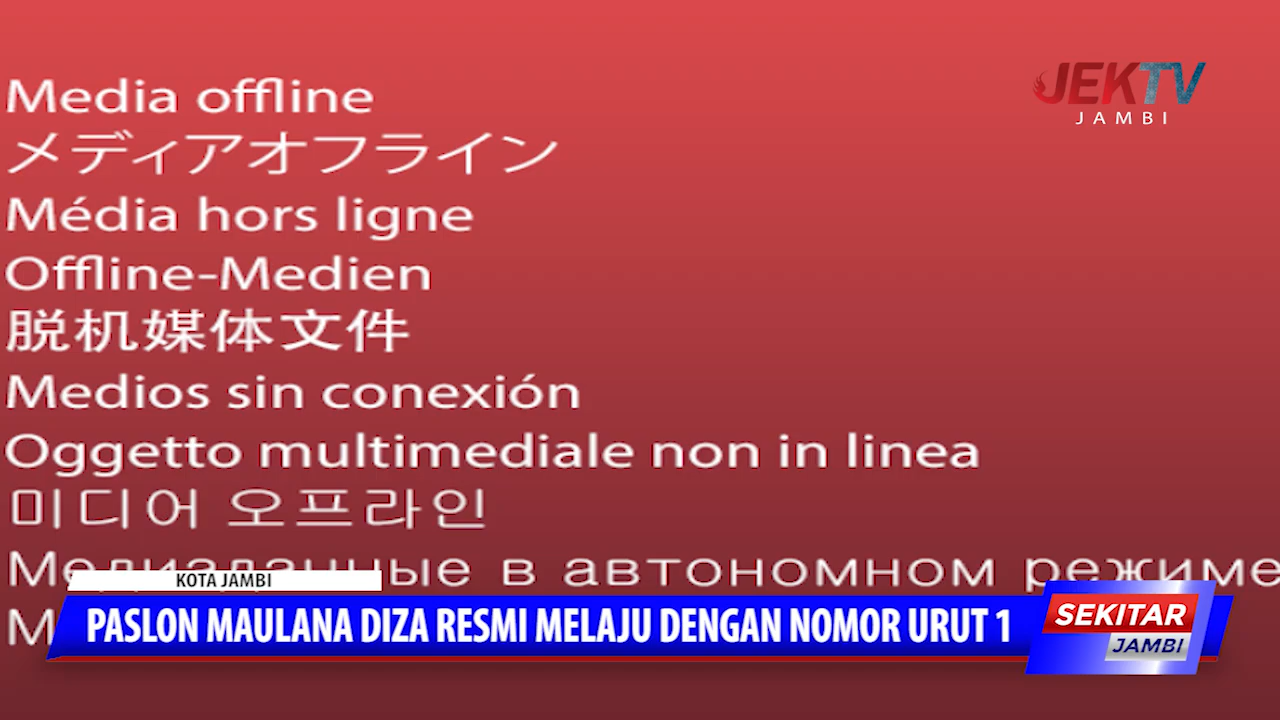 Media offline
JEKTV
JAMBI
メディアオフライン
Média hors ligne
Offline-Medien
脱机媒体文件
Medios sin conexión
Oggetto multimediale non in linea
미디어 오프라인
Медиаданные в автономном режиме
KOTA JAMBI
PASLON MAULANA DIZA RESMI MELAJU DENGAN NOMOR URUT 1
SEKITAR
JAMBI